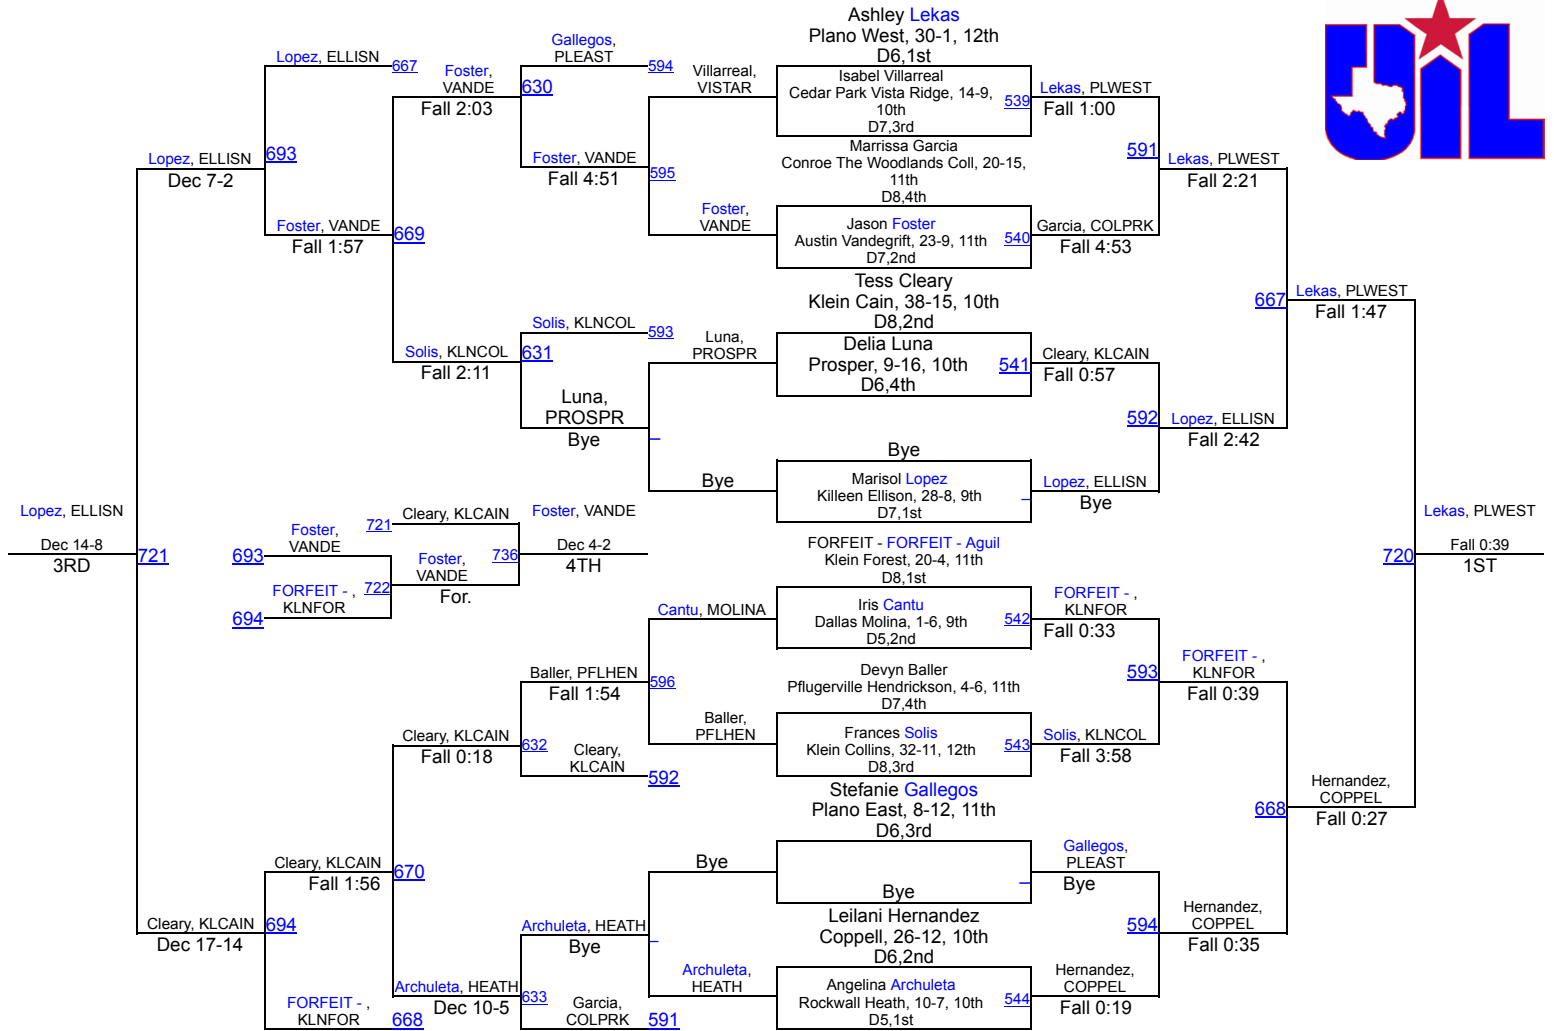 Ashley Lekas
Plano West, 30-1, 12th
D6,1st
Isabel Villarreal
Cedar Park Vista Ridge, 14-9,
10th
D7,3rd
539
Marrissa Garcia
Conroe The Woodlands Coll, 20-15,
11th
D8,4th
Jason Foster
Austin Vandegrift, 23-9, 11th
D7,2nd
540
Tess Cleary
Klein Cain, 38-15, 10th
D8,2nd
Delia Luna
Prosper, 9-16, 10th
D6,4th
541
Bye
Marisol Lopez
Killeen Ellison, 28-8, 9th
D7,1st
FORFEIT - FORFEIT - Aguil
Klein Forest, 20-4, 11th
D8,1st
Iris Cantu
Dallas Molina, 1-6, 9th
D5,2nd
542
Devyn Baller
Pflugerville Hendrickson, 4-6, 11th
D7,4th
Frances Solis
Klein Collins, 32-11, 12th
D8,3rd
543
Stefanie Gallegos
Plano East, 8-12, 11th
D6,3rd
Bye
Leilani Hernandez
Coppell, 26-12, 10th
D6,2nd
Angelina Archuleta
Rockwall Heath, 10-7, 10th
D5,1st
544
Lekas, PLWEST
Fall 1:00
591
Garcia, COLPRK
Fall 4:53
Cleary, KLCAIN
Fall 0:57
592
Lopez, ELLISN
Bye
FORFEIT - ,
KLNFOR
Fall 0:33
593
Solis, KLNCOL
Fall 3:58
Gallegos,
PLEAST
Bye
594
Hernandez,
COPPEL
Fall 0:19
Lekas, PLWEST
Fall 2:21
667
Lopez, ELLISN
Fall 2:42
FORFEIT - ,
KLNFOR
Fall 0:39
668
Hernandez,
COPPEL
Fall 0:35
Lekas, PLWEST
Fall 1:47
720
Hernandez,
COPPEL
Fall 0:27
Lekas, PLWEST
Fall 0:39
1ST
UIL
Villarreal,
VISTAR
595
Foster,
VANDE
Luna,
PROSPR
Bye
Cantu, MOLINA
596
Baller,
PFLHEN
Bye
Archuleta,
HEATH
Gallegos,
PLEAST
594
630
Foster, VANDE
Fall 4:51
Solis, KLNCOL
593
631
Luna,
PROSPR
Bye
Baller, PFLHEN
Fall 1:54
632
Cleary,
KLCAIN
592
Archuleta, HEATH
Bye
633
Garcia,
COLPRK
591
Foster,
VANDE
Fall 2:03
669
Solis, KLNCOL
Fall 2:11
Cleary, KLCAIN
Fall 0:18
670
Archuleta, HEATH
Dec 10-5
Lopez, ELLISN
667
693
Foster, VANDE
Fall 1:57
Cleary, KLCAIN
Fall 1:56
694
FORFEIT - ,
KLNFOR
668
Lopez, ELLISN
Dec 7-2
721
Cleary, KLCAIN
Dec 17-14
Lopez, ELLISN
Dec 14-8
3RD
693
Foster,
VANDE
722
694
FORFEIT - ,
KLNFOR
721
Cleary, KLCAIN
736
Foster,
VANDE
For.
Foster, VANDE
Dec 4-2
4TH